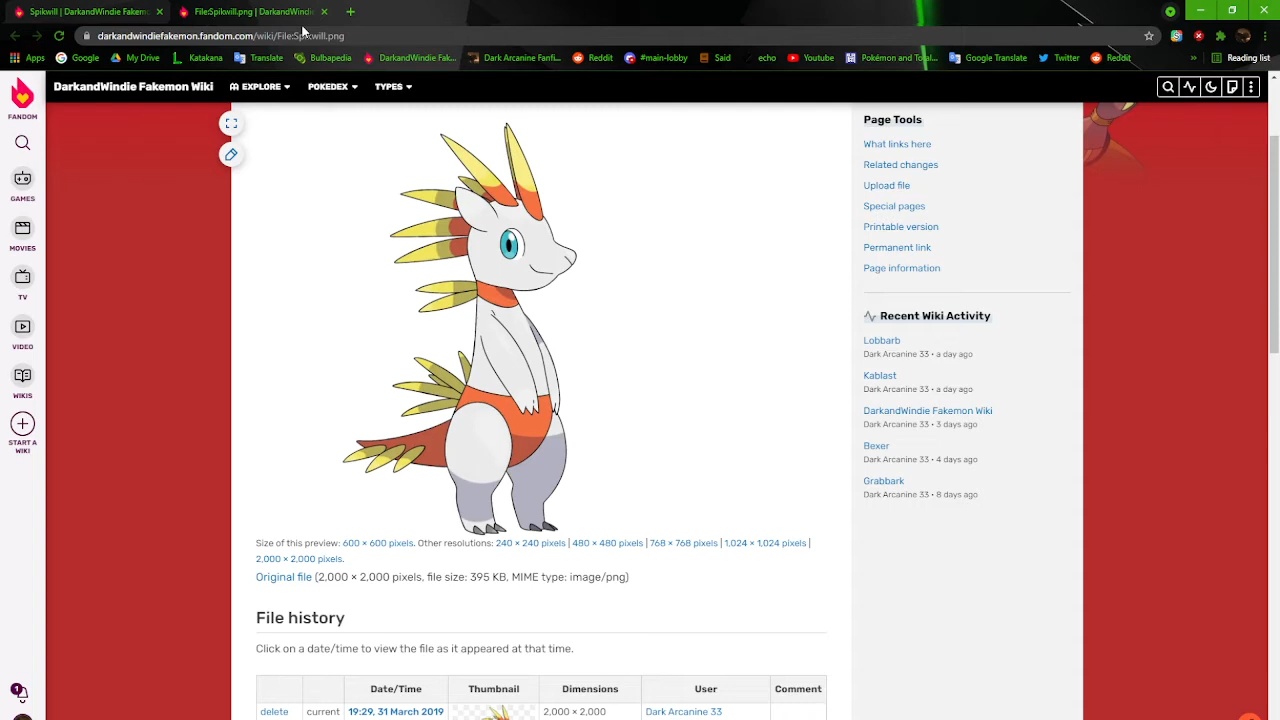 Spikwill | DarkandWindie Fakemo
File:Spikwill.png | DarkandWindi
darkandwindiefakemon.fandom.com/wiki/File:Spikwill.png
Apps Google My Drive Katakana Translate Bulbapedia DarkandWindie Fak... Dark Arcanine Fanfi... Reddit #main-lobby Said echo Youtube Pokémon and Total... Google Translate Twitter Reddit » Reading list
DarkandWindie Fakemon Wiki EXPLORE POKEDEX TYPES
FANDOM
GAMES
MOVIES
TV
VIDEO
WIKIS
START A
WIKI
1
Page Tools
What links here
Related changes
Upload file
Special pages
Printable version
Permanent link
Page information
Recent Wiki Activity
Lobbarb
Dark Arcanine 33 • a day ago
Kablast
Dark Arcanine 33 • a day ago
DarkandWindie Fakemon Wiki
Dark Arcanine 33 • 3 days ago
Bexer
Dark Arcanine 33 • 4 days ago
Grabbark
Dark Arcanine 33 • 8 days ago
Size of this preview: 600 × 600 pixels. Other resolutions: 240 × 240 pixels | 480 × 480 pixels | 768 × 768 pixels | 1,024 × 1,024 pixels |
2,000 × 2,000 pixels.
Original file (2,000 × 2,000 pixels, file size: 395 KB, MIME type: image/png)
File history
Click on a date/time to view the file as it appeared at that time.
Date/Time Thumbnail Dimensions User Comment
delete current 19:29, 31 March 2019 2,000 × 2,000 Dark Arcanine 33